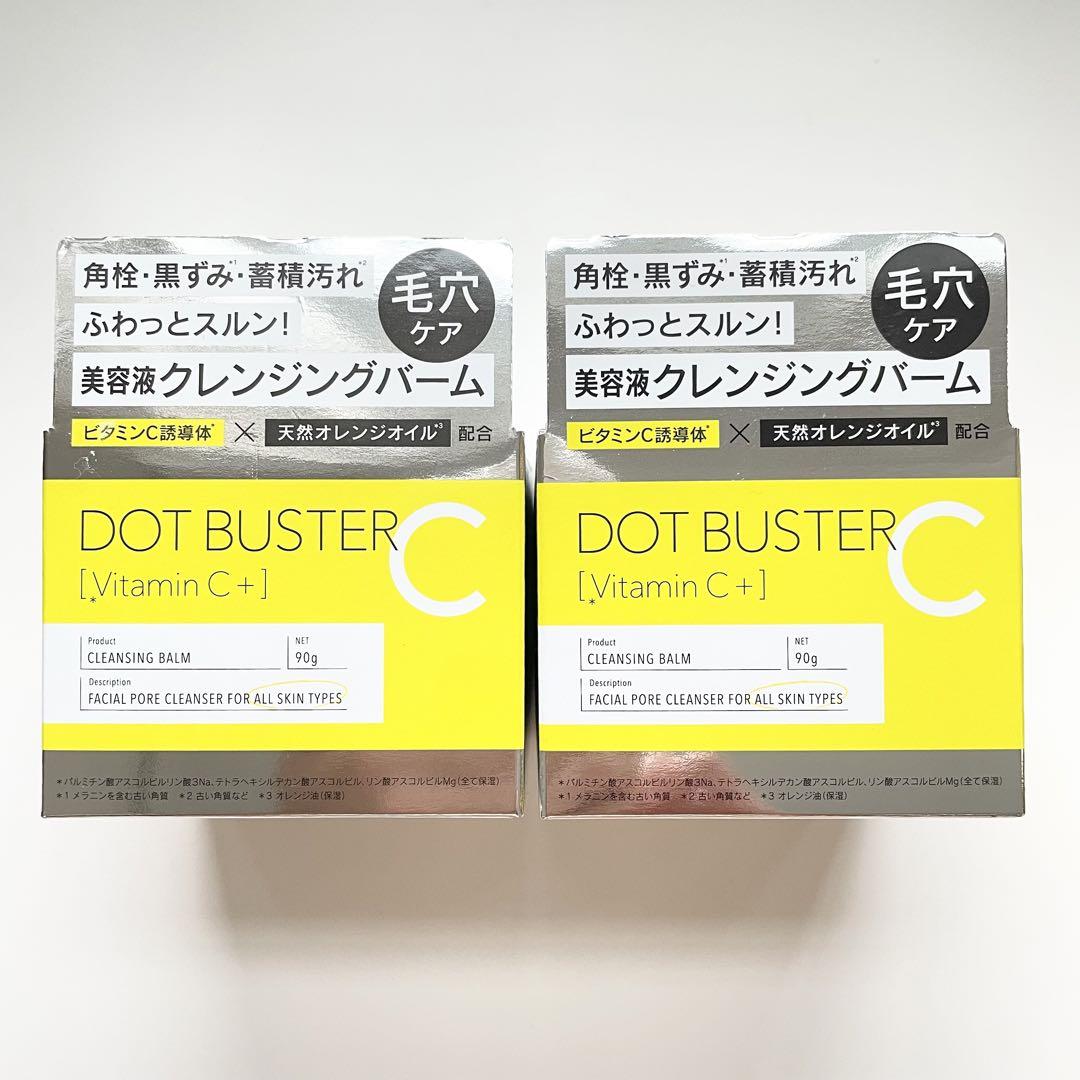 角栓・黒ずみ*1・蓄積汚れ*2
ふわっとスルン!
毛穴
ケア
美容液クレンジングバーム
ビタミンC誘導体* × 天然オレンジオイル*3 配合
DOT BUSTER C
[*Vitamin C+]
Product
CLEANSING BALM
NET
90g
Description
FACIAL PORE CLEANSER FOR ALL SKIN TYPES
*パルミチン酸アスコルビルリン酸3Na、テトラヘキシルデカン酸アスコルビル、リン酸アスコルビルMg(全て保湿)
*1 メラニンを含む古い角質 *2 古い角質など *3 オレンジ油(保湿)
角栓・黒ずみ*1・蓄積汚れ*2
ふわっとスルン!
毛穴
ケア
美容液クレンジングバーム
ビタミンC誘導体* × 天然オレンジオイル*3 配合
DOT BUSTER C
[*Vitamin C+]
Product
CLEANSING BALM
NET
90g
Description
FACIAL PORE CLEANSER FOR ALL SKIN TYPES
*パルミチン酸アスコルビルリン酸3Na、テトラヘキシルデカン酸アスコルビル、リン酸アスコルビルMg(全て保湿)
*1 メラニンを含む古い角質 *2 古い角質など *3 オレンジ油(保湿)